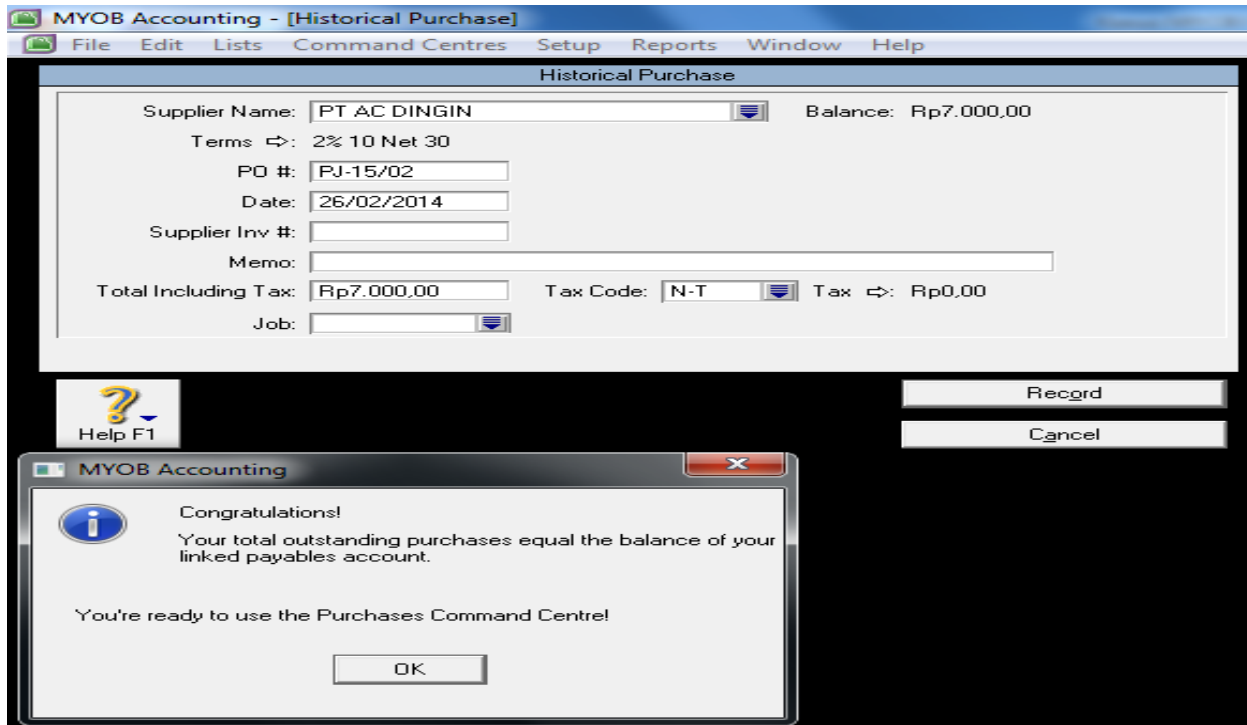 MYOB Accounting - [Historical Purchase]
File Edit Lists Command Centres Setup Reports Window Help
Historical Purchase
Supplier Name: PT AC DINGIN Balance: Rp7.000,00
Terms ⇨: 2% 10 Net 30
PO #: PJ-15/02
Date: 26/02/2014
Supplier Inv #:
Memo:
Total Including Tax: Rp7.000,00 Tax Code: N-T Tax ⇨: Rp0,00
Job:
Help F1
Record
Cancel
MYOB Accounting
Congratulations!
Your total outstanding purchases equal the balance of your
linked payables account.
You're ready to use the Purchases Command Centre!
OK